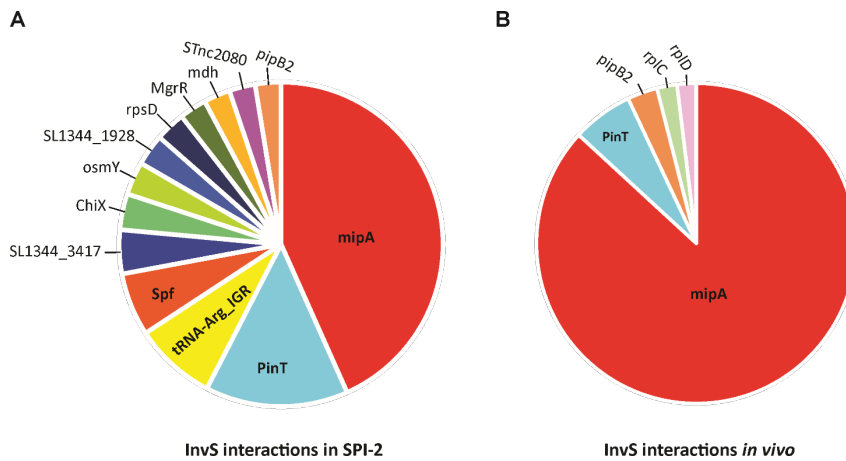 A
B
STnc2080
pipB2
mdh
MgrR
rpsD
SL1344_1928
osmY
ChiX
SL1344_3417
Spf
tRNA-Arg_IGR
PinT
mipA
pipB2
rplC
rplD
PinT
mipA
InvS interactions in SPI-2
InvS interactions in vivo